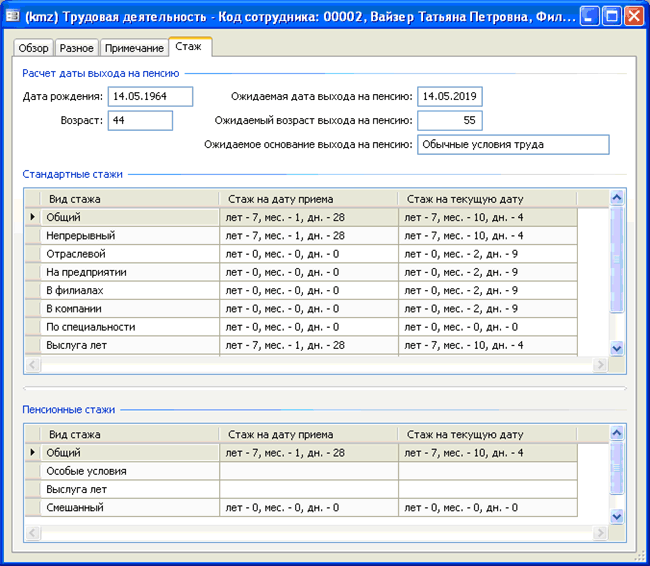 (kmz) Трудовая деятельность - Код сотрудника: 00002, Вайзер Татьяна Петровна, Фил...
Обзор Разное Примечание Стаж
Расчет даты выхода на пенсию
Дата рождения: 14.05.1964 Ожидаемая дата выхода на пенсию: 14.05.2019
Возраст: 44 Ожидаемый возраст выхода на пенсию: 55
Ожидаемое основание выхода на пенсию: Обычные условия труда
Стандартные стажи
Вид стажа Стаж на дату приема Стаж на текущую дату
Общий лет - 7, мес. - 1, дн. - 28 лет - 7, мес. - 10, дн. - 4
Непрерывный лет - 7, мес. - 1, дн. - 28 лет - 7, мес. - 10, дн. - 4
Отраслевой лет - 0, мес. - 0, дн. - 0 лет - 0, мес. - 2, дн. - 9
На предприятии лет - 0, мес. - 0, дн. - 0 лет - 0, мес. - 2, дн. - 9
В филиалах лет - 0, мес. - 0, дн. - 0 лет - 0, мес. - 2, дн. - 9
В компании лет - 0, мес. - 0, дн. - 0 лет - 0, мес. - 2, дн. - 9
По специальности лет - 0, мес. - 0, дн. - 0 лет - 0, мес. - 0, дн. - 0
Выслуга лет лет - 7, мес. - 1, дн. - 28 лет - 7, мес. - 10, дн. - 4
Пенсионные стажи
Вид стажа Стаж на дату приема Стаж на текущую дату
Общий лет - 7, мес. - 1, дн. - 28 лет - 7, мес. - 10, дн. - 4
Особые условия
Выслуга лет
Смешанный лет - 0, мес. - 0, дн. - 0 лет - 0, мес. - 0, дн. - 0